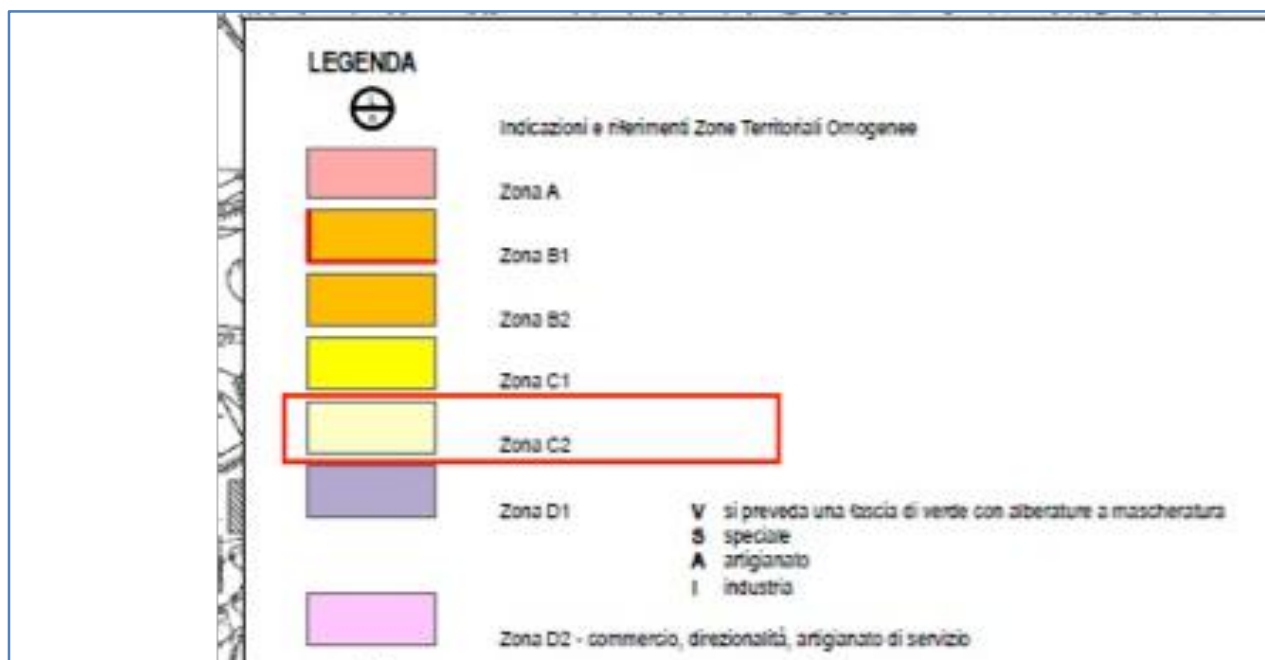 LEGENDA
Indicazioni e riferimenti Zone Territoriali Omogenee
Zona A
Zona B1
Zona B2
Zona C1
Zona C2
Zona D1
V si preveda una fascia di verde con alberature a mascheratura
S speciale
A artigianato
I industria
Zona D2 - commercio, direzionalità, artigianato di servizio